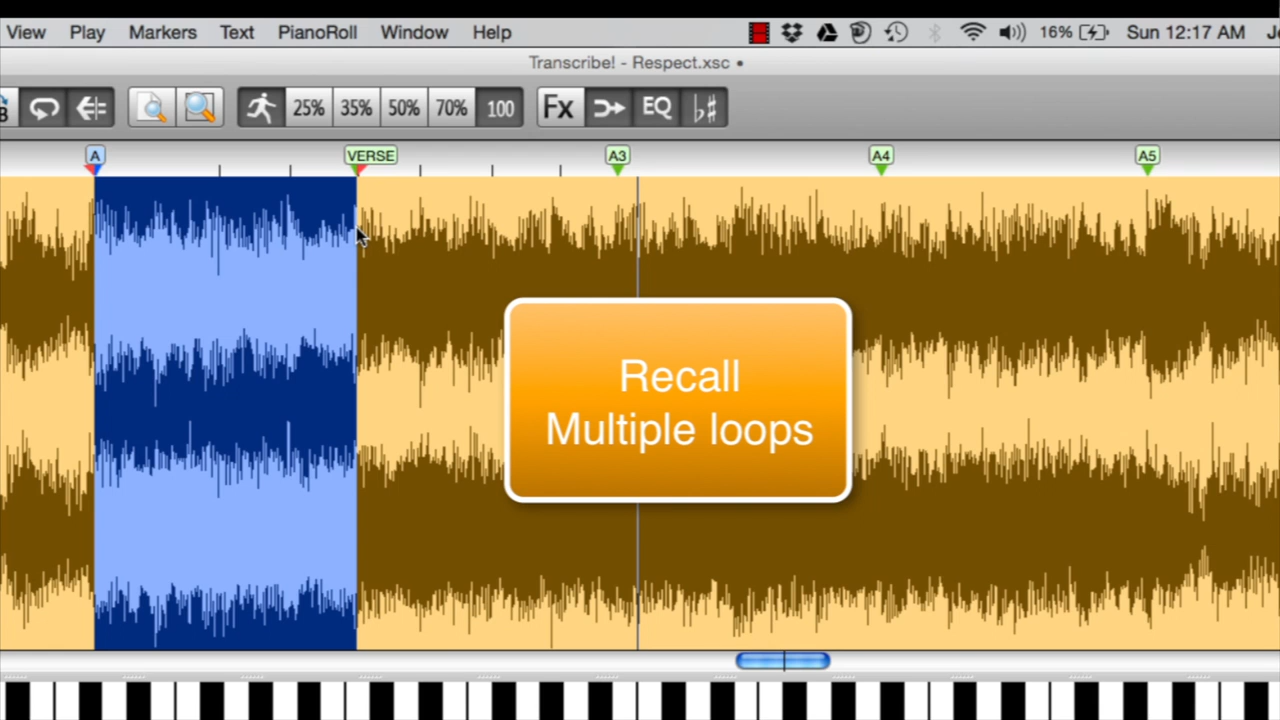 View Play Markers Text PianoRoll Window Help 16% Sun 12:17 AM
Transcribe! - Respect.xsc •
B 25% 35% 50% 70% 100 Fx EQ ♭♯
A VERSE A3 A4 A5
Recall
Multiple loops